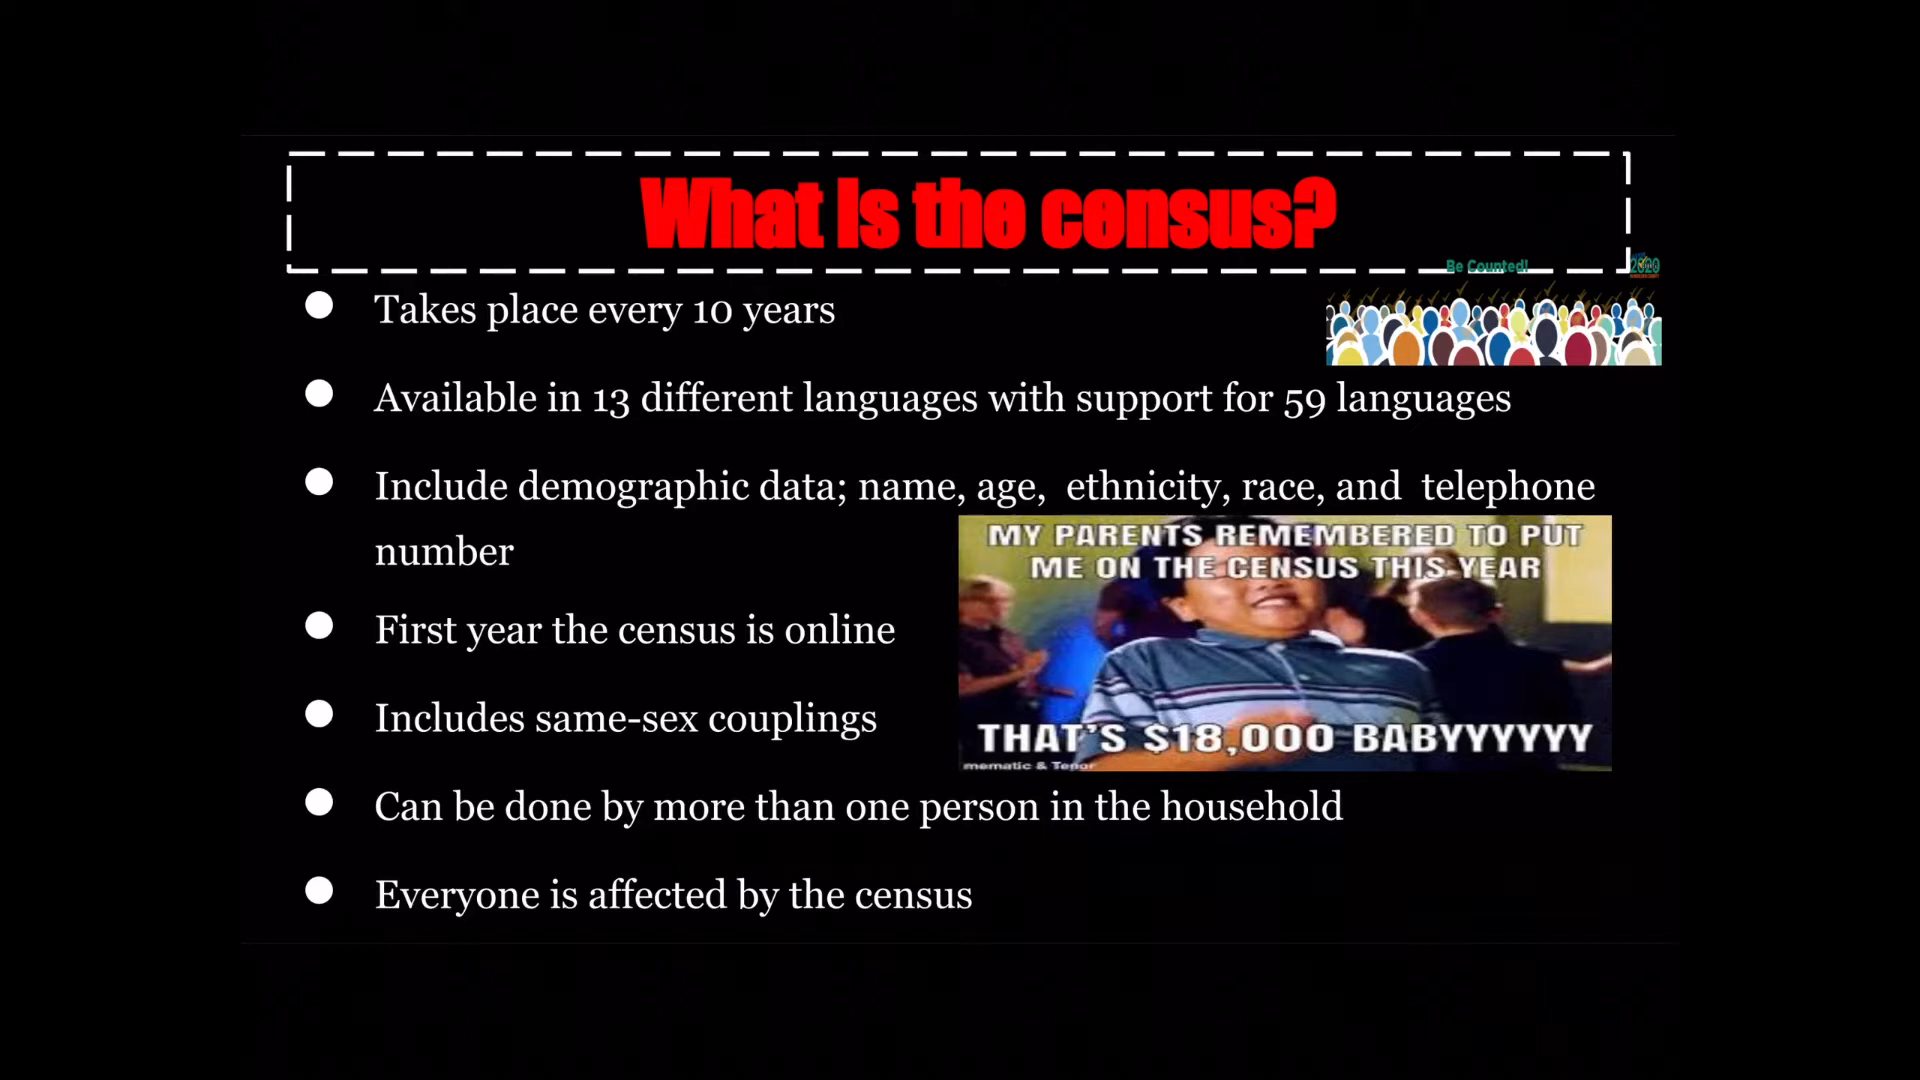 What is the census?
Be Counted!
2020
Takes place every 10 years
Available in 13 different languages with support for 59 languages
Include demographic data; name, age,  ethnicity, race, and  telephone
number
MY PARENTS REMEMBERED TO PUT
ME ON THE CENSUS THIS YEAR
First year the census is online
Includes same-sex couplings
THAT'S $18,000 BABYYYYYY
mematic & Tenor
Can be done by more than one person in the household
Everyone is affected by the census